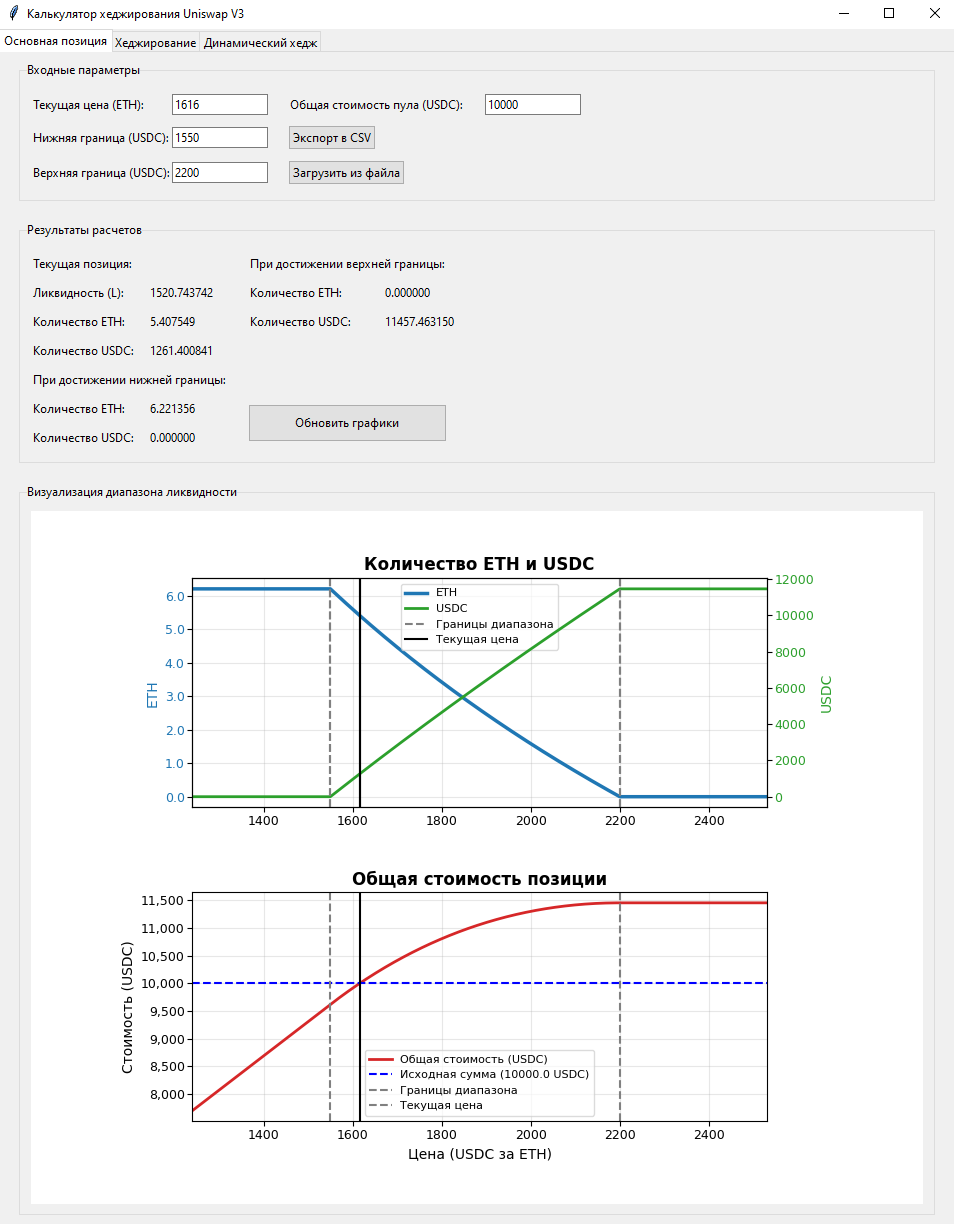 Калькулятор хеджирования Uniswap V3
Основная позиция Хеджирование Динамический хедж
Входные параметры
Текущая цена (ETH): 1616 Общая стоимость пула (USDC): 10000
Нижняя граница (USDC): 1550 Экспорт в CSV
Верхняя граница (USDC): 2200 Загрузить из файла
Результаты расчетов
Текущая позиция: При достижении верхней границы:
Ликвидность (L): 1520.743742 Количество ETH: 0.000000
Количество ETH: 5.407549 Количество USDC: 11457.463150
Количество USDC: 1261.400841
При достижении нижней границы:
Количество ETH: 6.221356
Обновить графики
Количество USDC: 0.000000
Визуализация диапазона ликвидности
Количество ETH и USDC
ETH
USDC
Границы диапазона
Текущая цена
6.0
5.0
4.0
3.0
2.0
1.0
0.0
ETH
12000
10000
8000
6000
4000
2000
0
USDC
1400 1600 1800 2000 2200 2400
Общая стоимость позиции
11,500
11,000
10,500
10,000
9,500
9,000
8,500
8,000
Стоимость (USDC)
Общая стоимость (USDC)
Исходная сумма (10000.0 USDC)
Границы диапазона
Текущая цена
1400 1600 1800 2000 2200 2400
Цена (USDC за ETH)